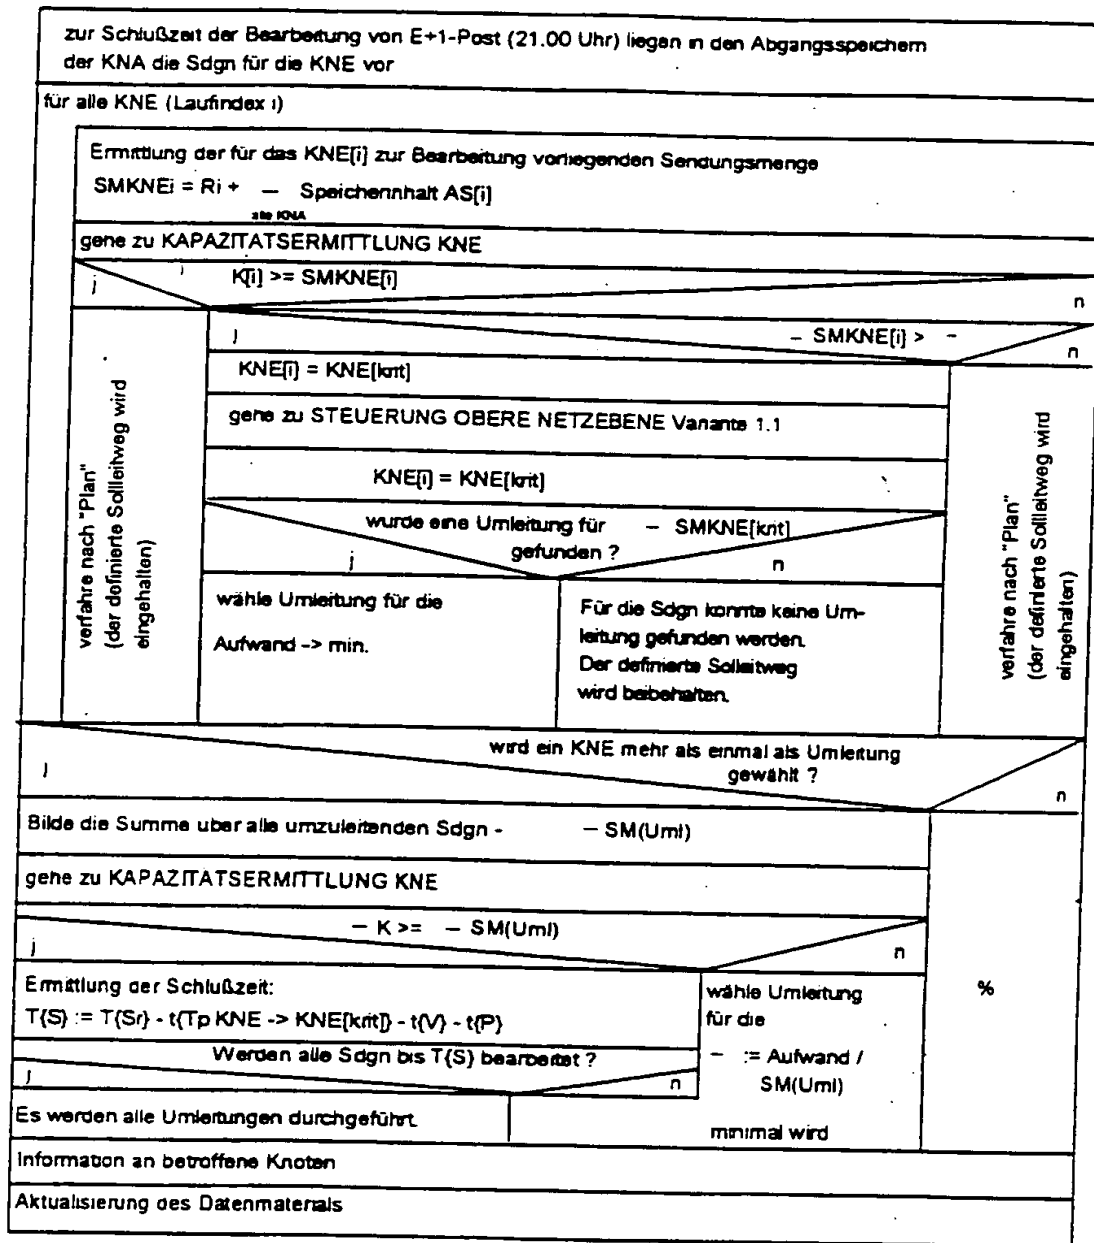 zur Schlußzeit der Bearbeitung von E+1-Post (21.00 Uhr) liegen in den Abgangsspeichern
der KNA die Sdgn für die KNE vor
für alle KNE (Laufindex i)
Ermittlung der für das KNE[i] zur Bearbeitung vorliegenden Sendungsmenge
SMKNEi = Ri + – Speicherinhalt AS[i]
alle KNA
gehe zu KAPAZITATSERMITTLUNG KNE
K[i] >= SMKNE[i]
j
n
j
– SMKNE[i] > –
n
KNE[i] = KNE[krit]
gehe zu STEUERUNG OBERE NETZEBENE Variante 1.1
KNE[i] = KNE[krit]
wurde eine Umleitung für – SMKNE[krit]
gefunden ?
j
n
verfahre nach "Plan"
(der definierte Sollleitweg wird
eingehalten)
wähle Umleitung für die
Aufwand -> min.
Für die Sdgn konnte keine Um-
leitung gefunden werden.
Der definierte Solleitweg
wird beibehalten.
verfahre nach "Plan"
(der definierte Sollleitweg wird
eingehalten)
wird ein KNE mehr als einmal als Umleitung
gewählt ?
j
n
Bilde die Summe uber alle umzuleitenden Sdgn - – SM(Uml)
gehe zu KAPAZITATSERMITTLUNG KNE
– K >= – SM(Uml)
j
n
Ermittlung der Schlußzeit:
T{S} := T{Sr} - t{Tp KNE -> KNE[krit]} - t{V} - t{P}
Werden alle Sdgn bis T{S} bearbeitet ?
j
n
wähle Umleitung
für die
– := Aufwand /
SM(Uml)
minimal wird
%
Es werden alle Umleitungen durchgeführt.
Information an betroffene Knoten
Aktualisierung des Datenmaterials